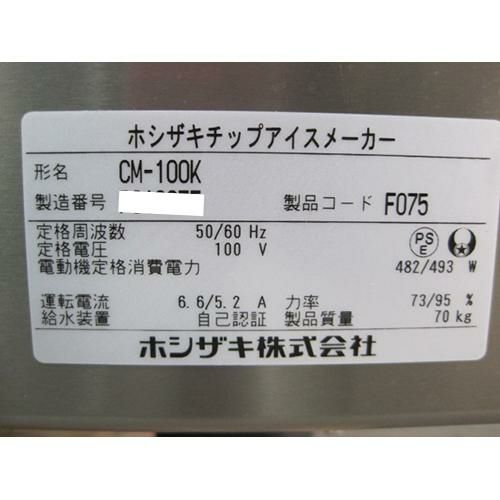 ホシザキチップアイスメーカー
形名 CM-100K
製造番号 製品コード F075
定格周波数 50/60 Hz
定格電圧 100 V
PS E
電動機定格消費電力 482/493 W
運転電流 6.6/5.2 A 力率 73/95 %
給水装置 自己認証 製品質量 70 kg
ホシザキ株式会社